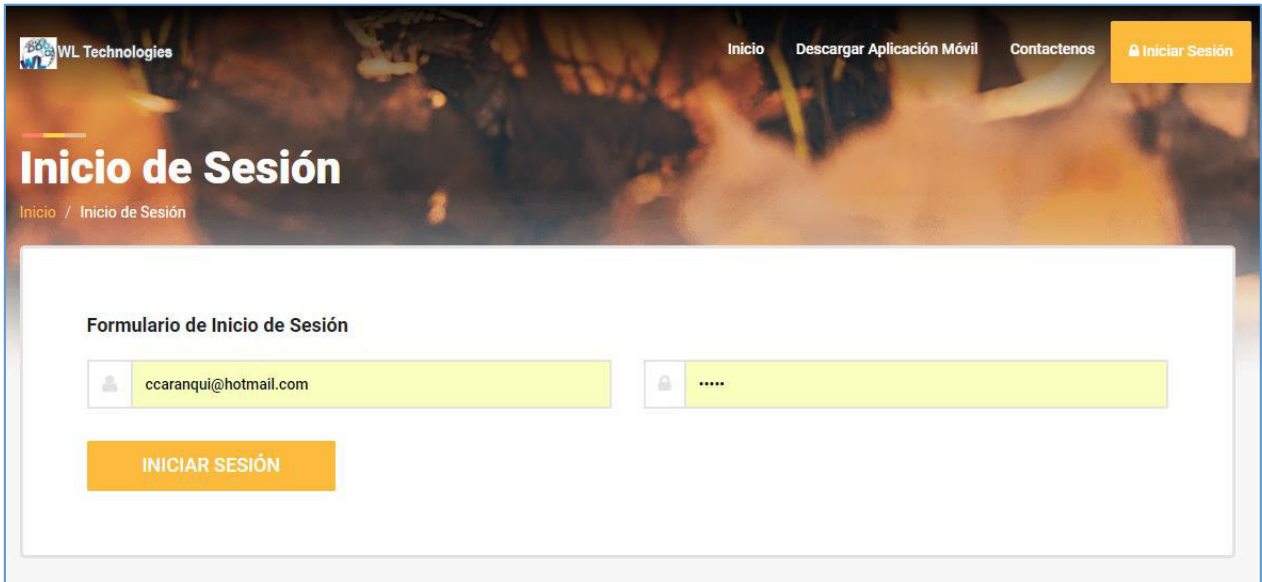 WL Technologies
Inicio Descargar Aplicación Móvil Contactenos Iniciar Sesión
Inicio de Sesión
Inicio / Inicio de Sesión
Formulario de Inicio de Sesión
ccaranqui@hotmail.com •••••
INICIAR SESIÓN